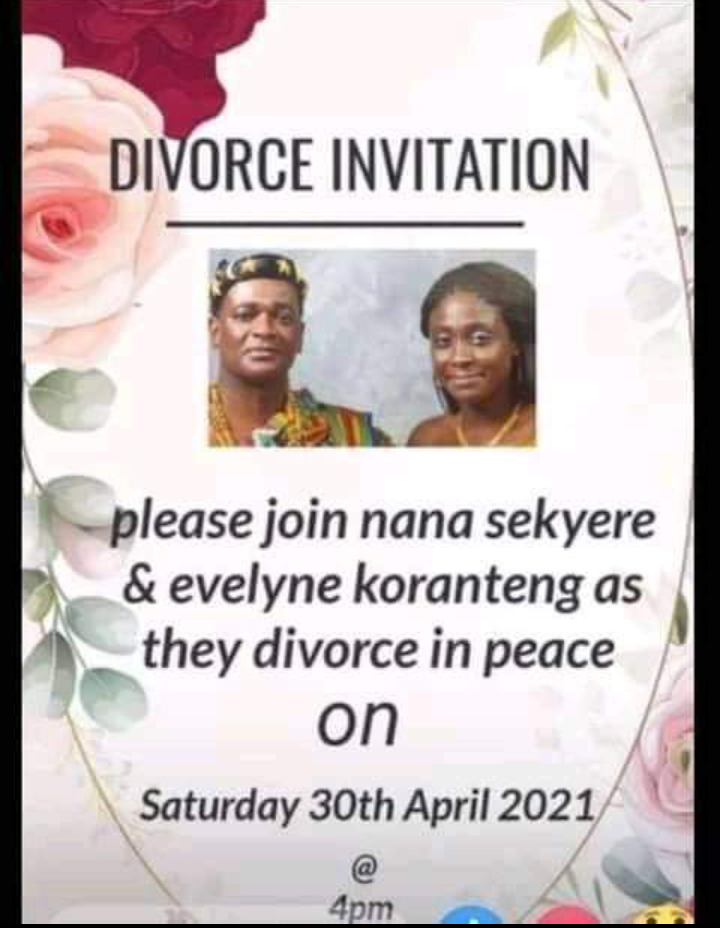 DIVORCE INVITATION
please join nana sekyere
& evelyne koranteng as
they divorce in peace
on
Saturday 30th April 2021
@
4pm